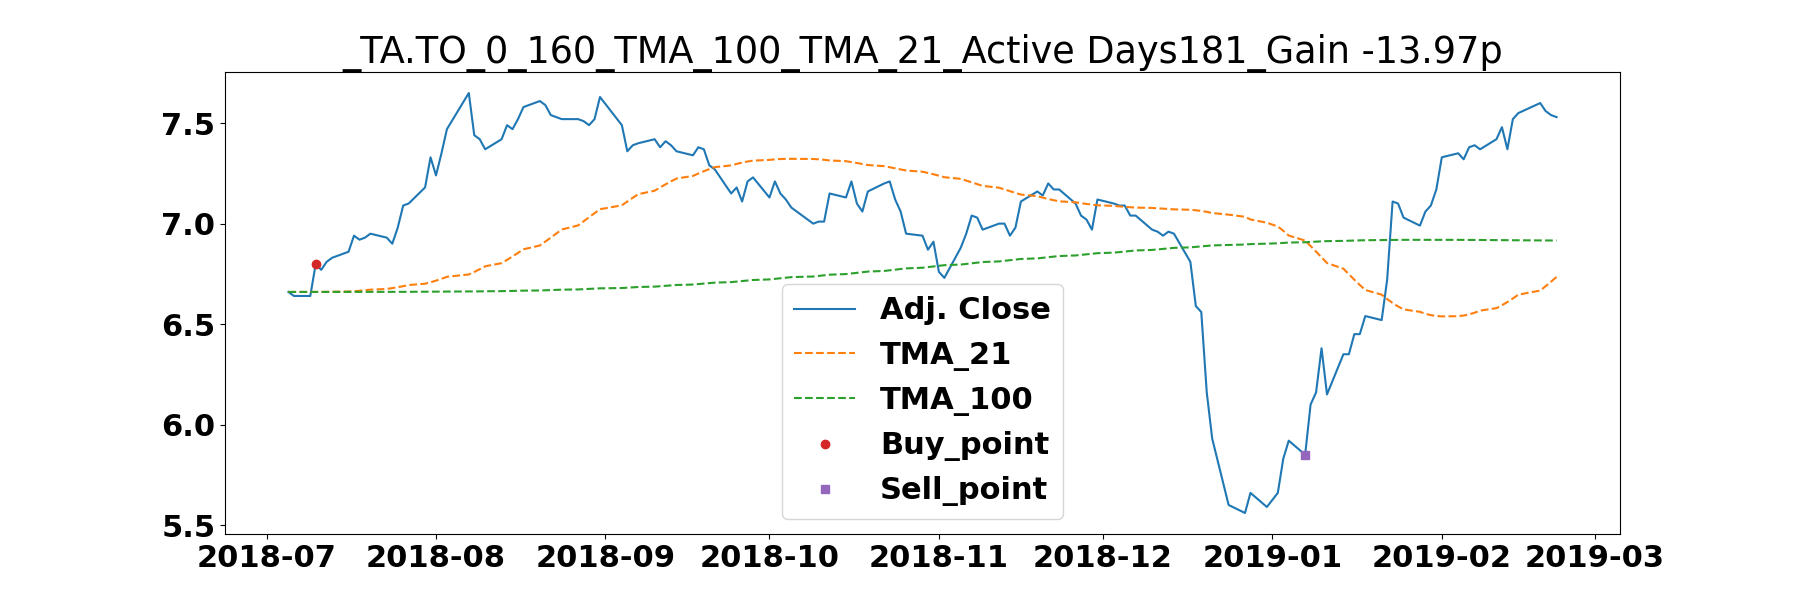 _TA.TO_0_160_TMA_100_TMA_21_Active Days181_Gain -13.97p
7.5
7.0
6.5
6.0
5.5
Adj. Close
TMA_21
TMA_100
Buy_point
Sell_point
2018-07 2018-08 2018-09 2018-10 2018-11 2018-12 2019-01 2019-02 2019-03